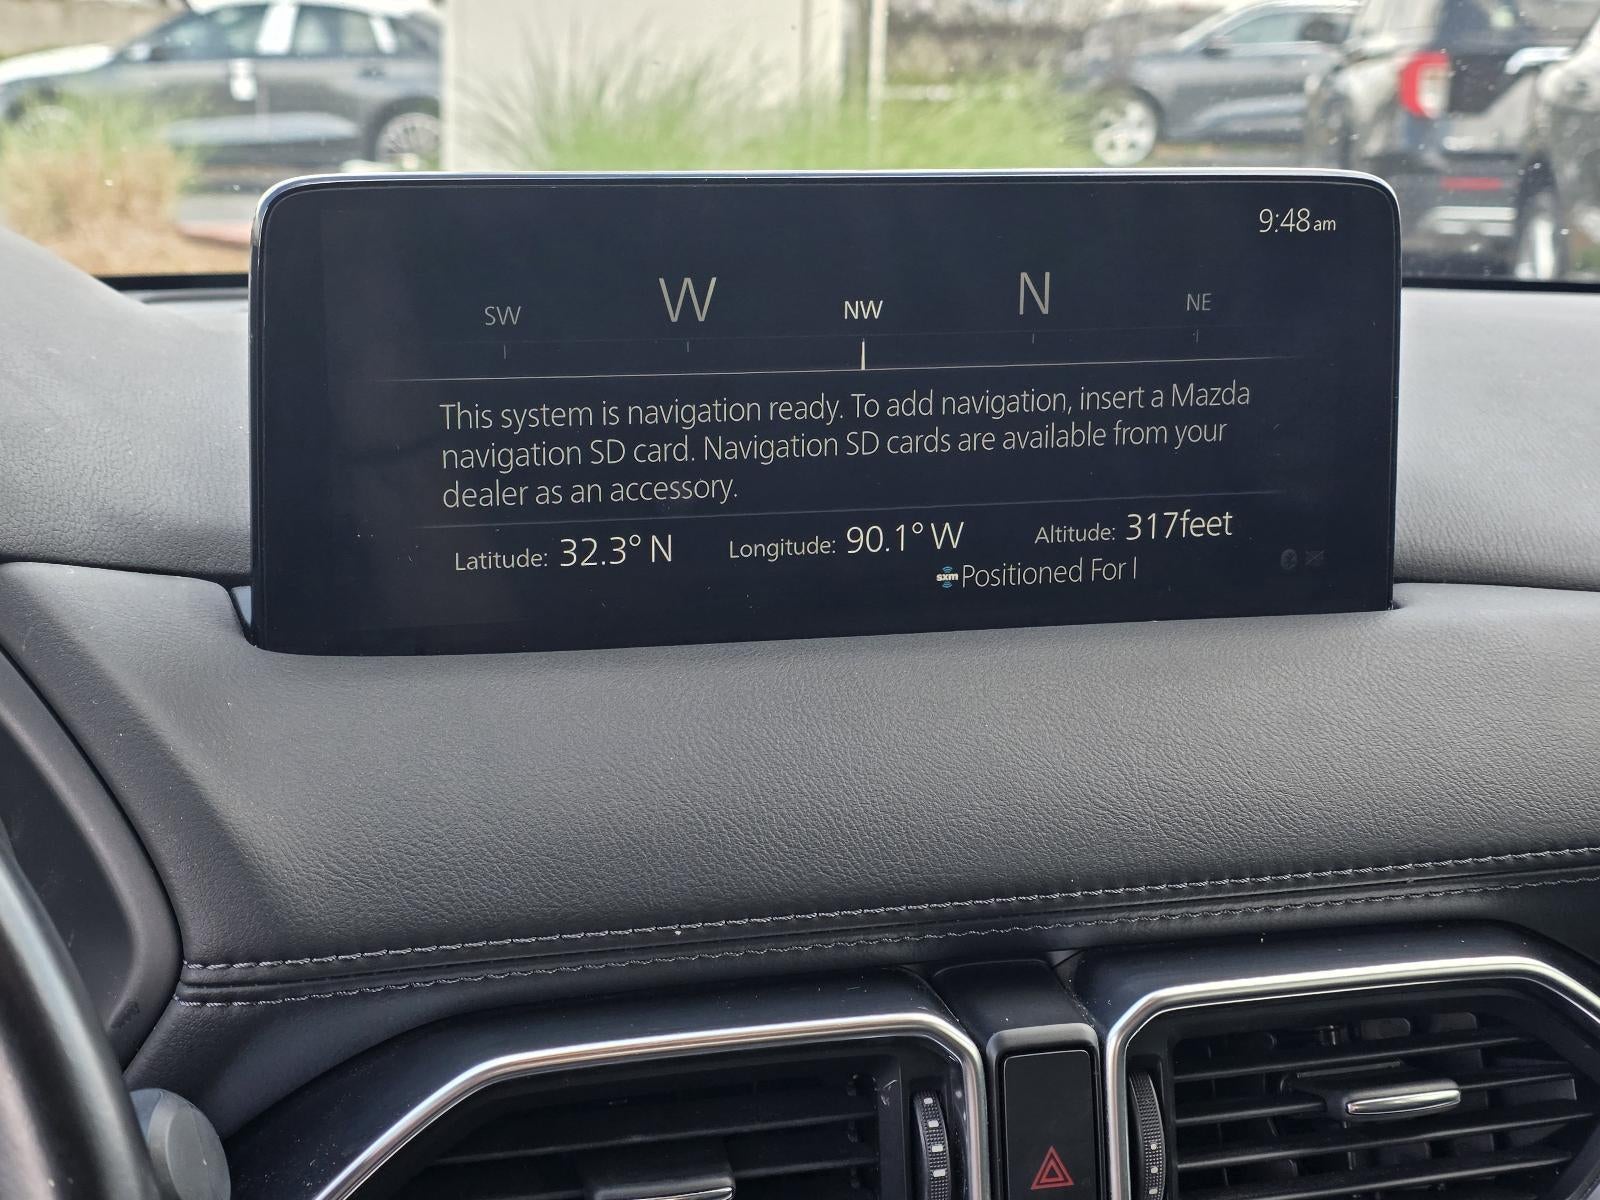 9:48am
SW W NW N NE
This system is navigation ready. To add navigation, insert a Mazda
navigation SD card. Navigation SD cards are available from your
dealer as an accessory.
Latitude: 32.3° N Longitude: 90.1° W Altitude: 317feet
sxm Positioned For I